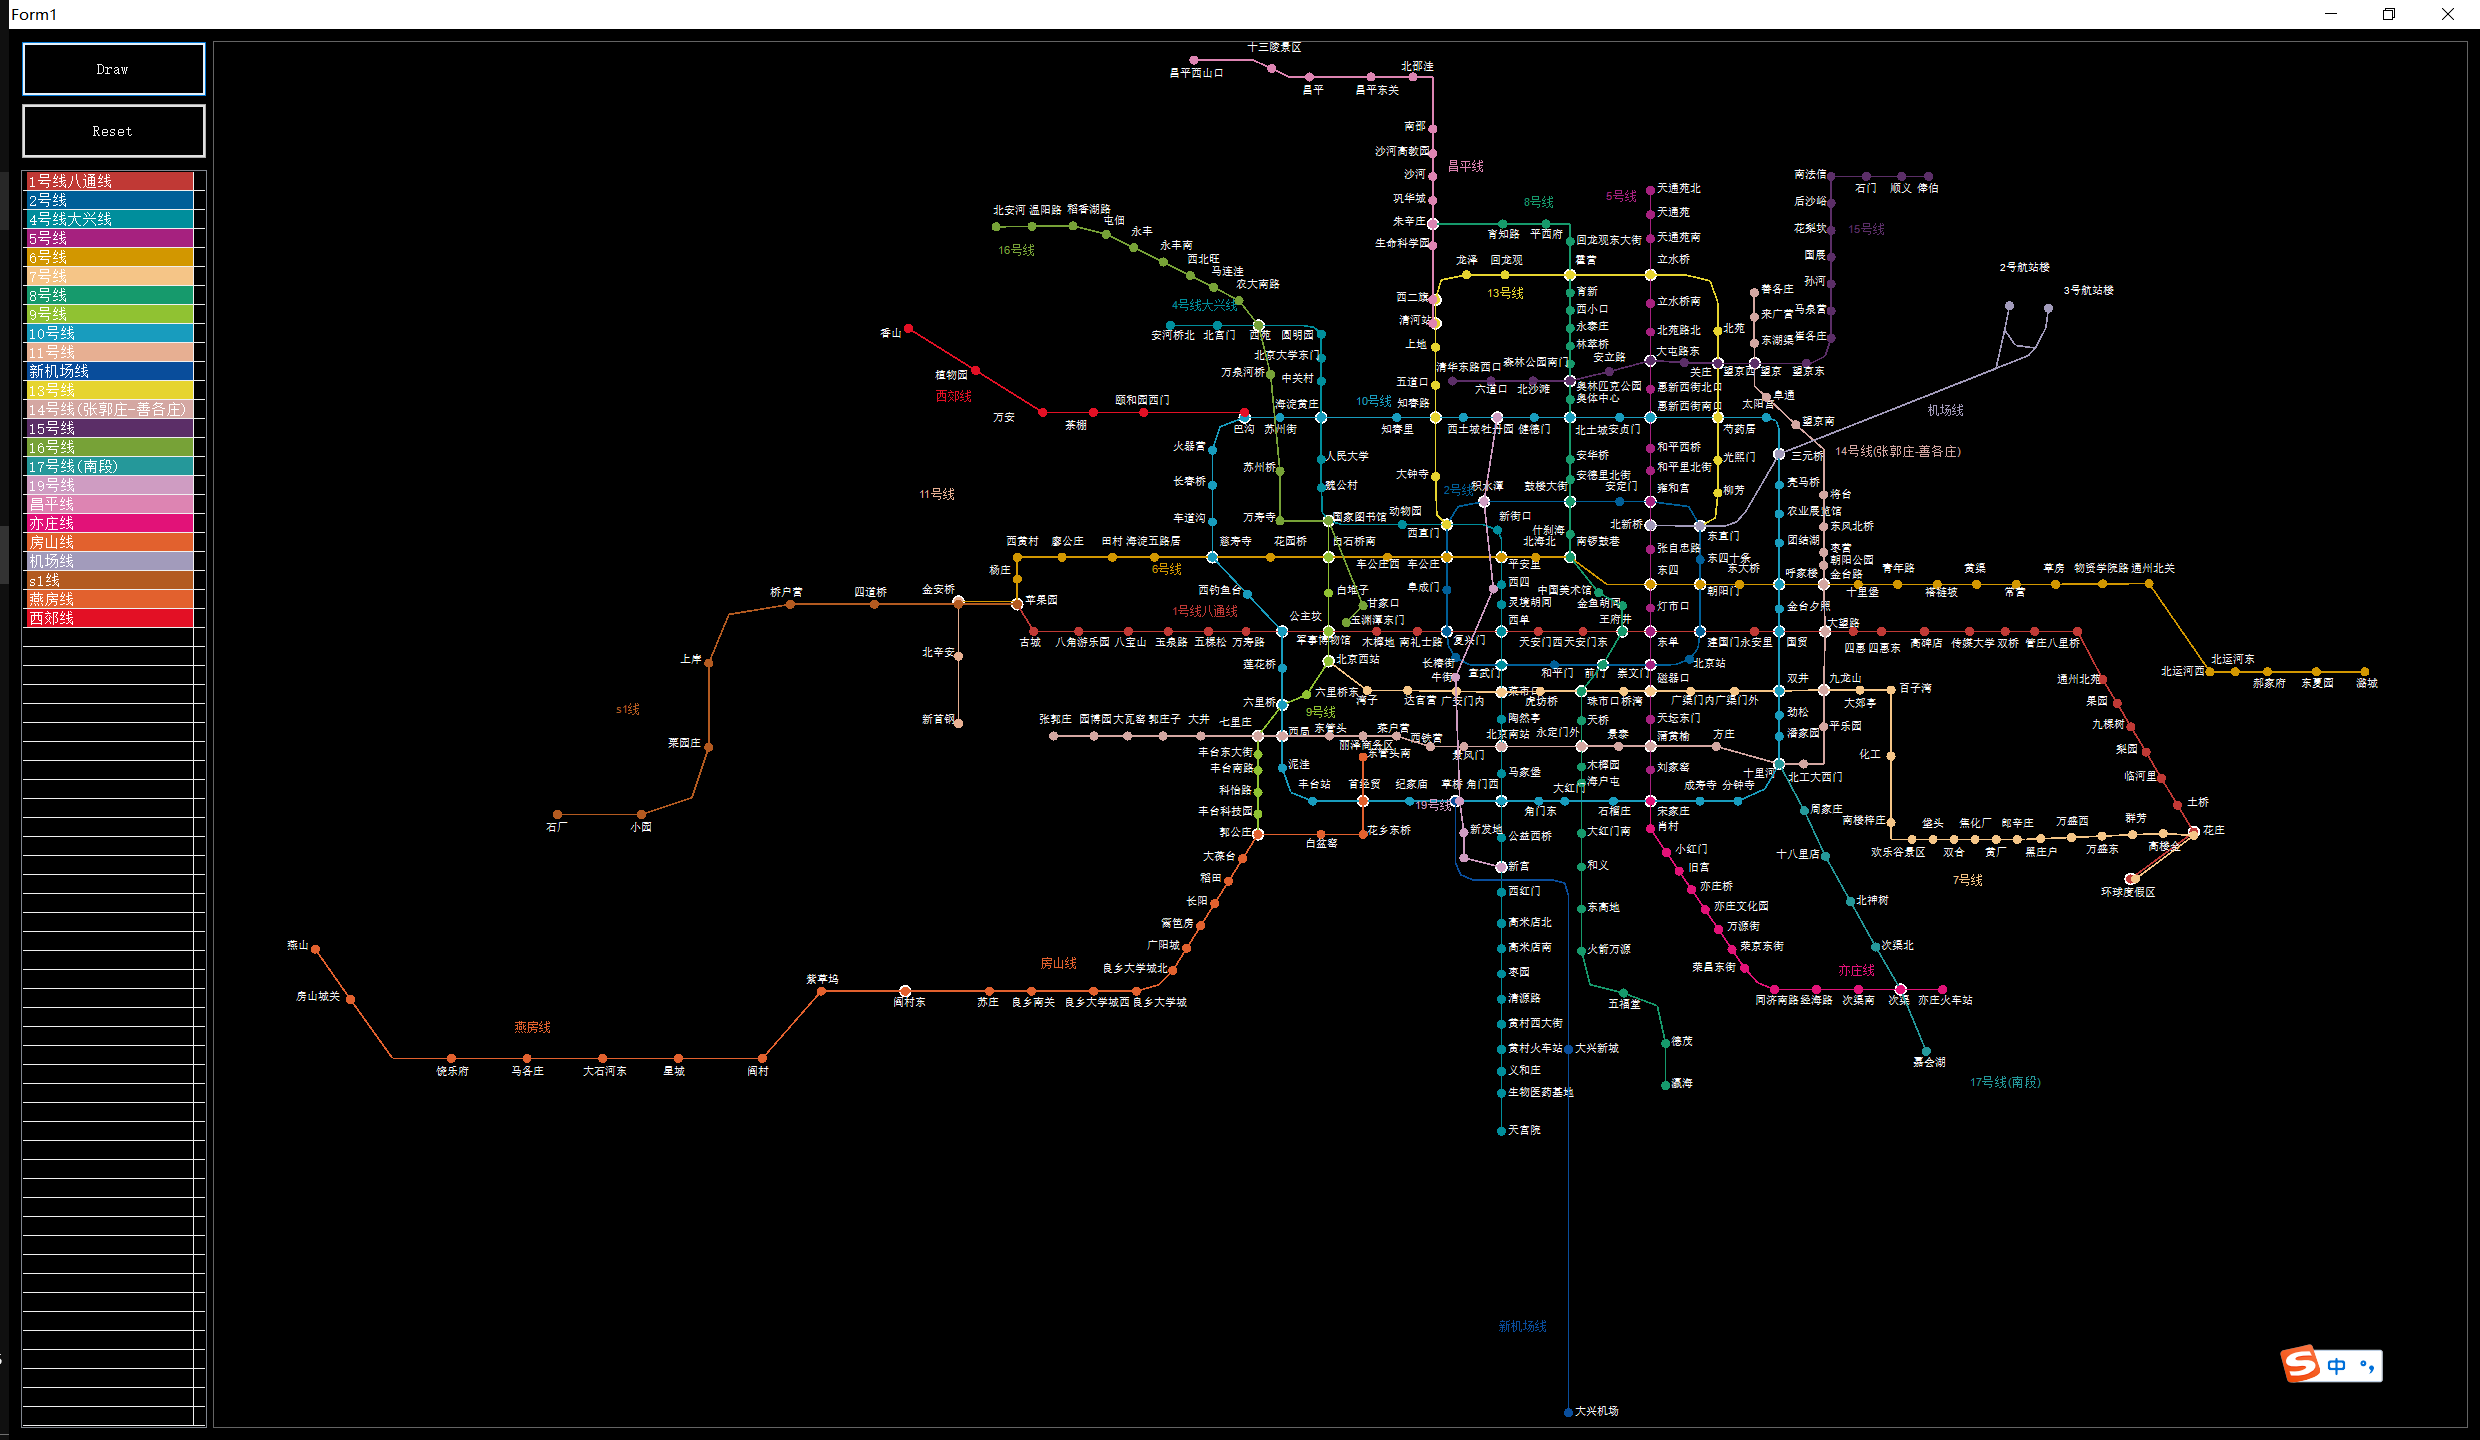 Form1
Draw
Reset
1号线八通线
2号线
4号线大兴线
5号线
6号线
7号线
8号线
9号线
10号线
11号线
新机场线
13号线
14号线(张郭庄-善各庄)
15号线
16号线
17号线(南段)
19号线
昌平线
亦庄线
房山线
机场线
s1线
燕房线
西郊线
十三陵景区
昌平西山口
北邵洼
昌平
昌平东关
南邵
沙河高教园
昌平线
沙河
巩华城
朱辛庄
生命科学园
南法信
石门
顺义
俸伯
后沙峪
花梨坎
15号线
国展
孙河
马泉营
崔各庄
5号线
天通苑北
天通苑
天通苑南
立水桥
8号线
育知路
平西府
回龙观东大街
北安河
温阳路
稻香湖路
屯佃
永丰
永丰南
西北旺
马连洼
农大南路
16号线
龙泽
回龙观
霍营
13号线
2号航站楼
3号航站楼
西二旗
清河站
育新
西小口
永泰庄
林萃桥
立水桥南
北苑路北
北苑
善各庄
来广营
东湖渠
4号线大兴线
安河桥北
北宫门
西苑
圆明园
香山
植物园
西郊线
万安
茶棚
颐和园西门
北京大学东门
万泉河桥
中关村
上地
五道口
清华东路西口
六道口
北沙滩
森林公园南门
安立路
大屯路东
关庄
望京西
望京
望京东
奥林匹克公园
奥体中心
惠新西街北口
惠新西街南口
阜通
望京南
太阳宫
海淀黄庄
10号线
知春路
巴沟
苏州街
知春里
西土城
牡丹园
健德门
北土城
安贞门
芍药居
机场线
火器营
长春桥
车道沟
人民大学
魏公村
苏州桥
万寿寺
国家图书馆
动物园
大钟寺
2号线
积水潭
鼓楼大街
安定门
雍和宫
安华桥
安德里北街
和平西桥
和平里北街
光熙门
柳芳
三元桥
14号线(张郭庄-善各庄)
亮马桥
将台
农业展览馆
东风北桥
团结湖
枣营
朝阳公园
11号线
西直门
新街口
什刹海
南锣鼓巷
北新桥
张自忠路
东直门
东四十条
西黄村
廖公庄
田村
海淀五路居
6号线
慈寿寺
花园桥
白石桥南
车公庄西
车公庄
平安里
北海北
东四
朝阳门
东大桥
呼家楼
金台路
十里堡
青年路
褡裢坡
黄渠
常营
草房
物资学院路
通州北关
杨庄
桥户营
四道桥
金安桥
苹果园
西钓鱼台
白堆子
甘家口
玉渊潭东门
阜成门
西四
灵境胡同
中国美术馆
金鱼胡同
灯市口
金台夕照
1号线八通线
古城
八角游乐园
八宝山
玉泉路
五棵松
万寿路
公主坟
军事博物馆
木樨地
南礼士路
复兴门
西单
天安门西
天安门东
王府井
东单
建国门
永安里
国贸
大望路
四惠
四惠东
高碑店
传媒大学
双桥
管庄
八里桥
北运河西
北运河东
郝家府
东夏园
潞城
上岸
北辛安
莲花桥
北京西站
长椿街
宣武门
和平门
前门
崇文门
北京站
通州北苑
果园
九棵树
梨园
临河里
土桥
花庄
s1线
栗园庄
石厂
小园
新首钢
六里桥
六里桥东
9号线
湾子
达官营
牛街
广安门内
菜市口
虎坊桥
珠市口
桥湾
磁器口
广渠门内
广渠门外
双井
九龙山
大郊亭
百子湾
张郭庄
园博园
大瓦窑
郭庄子
大井
七里庄
西局
东管头
丽泽商务区
东管头南
菜户营
西铁营
景风门
北京南站
陶然亭
永定门外
天桥
景泰
天坛东门
蒲黄榆
方庄
劲松
潘家园
平乐园
化工
南楼梓庄
十里河
北工大西门
丰台东大街
丰台南路
科怡路
丰台科技园
郭公庄
泥洼
丰台站
首经贸
纪家庙
草桥
角门西
马家堡
19号线
角门东
大红门
木樨园
海户屯
石榴庄
刘家窑
宋家庄
成寿寺
分钟寺
周家庄
十八里店
北神树
次渠北
次渠
嘉会湖
17号线(南段)
欢乐谷景区
垡头
双合
焦化厂
黄厂
郎辛庄
黑庄户
万盛西
万盛东
群芳
高楼金
环球度假区
7号线
花乡东桥
白盆窑
大葆台
稻田
长阳
篱笆房
广阳城
良乡大学城北
良乡大学城
良乡大学城西
良乡南关
苏庄
阎村东
紫草坞
房山线
燕山
房山城关
饶乐府
马各庄
大石河东
星城
阎村
燕房线
新发地
新宫
公益西桥
西红门
高米店北
高米店南
枣园
清源路
黄村西大街
黄村火车站
义和庄
生物医药基地
天宫院
大红门南
和义
东高地
火箭万源
五福堂
德茂
瀛海
肖村
小红门
旧宫
亦庄桥
亦庄文化园
万源街
荣京东街
荣昌东街
亦庄线
同济南路
经海路
次渠南
亦庄火车站
大兴新城
新机场线
大兴机场
中